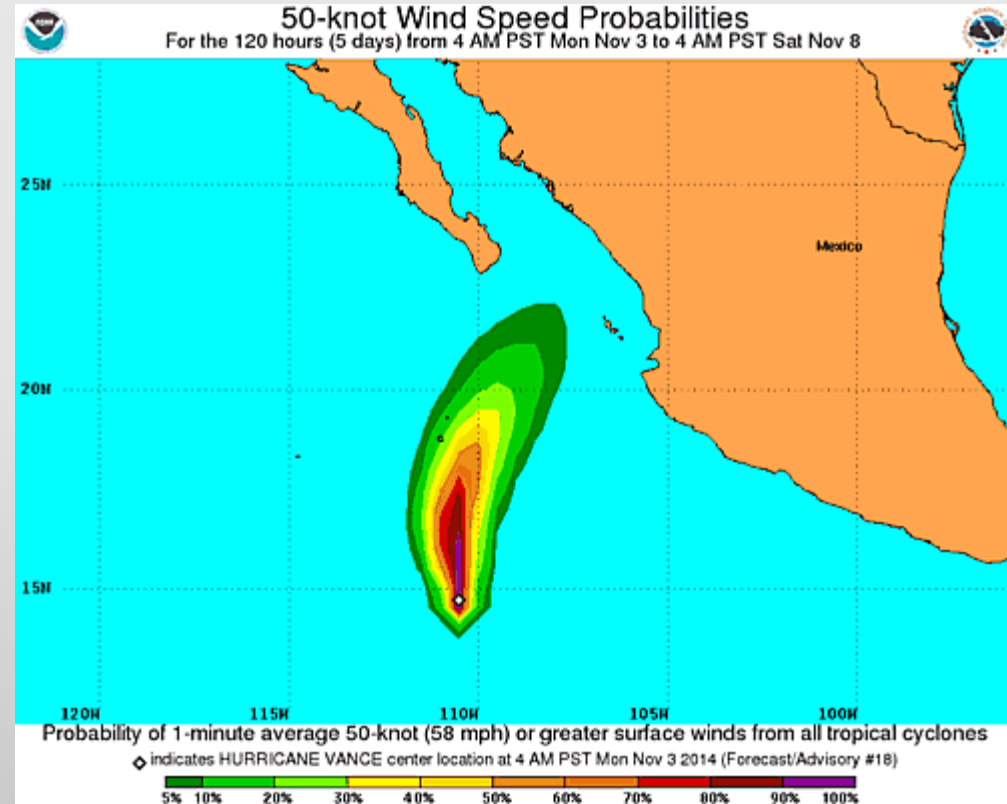 50-knot Wind Speed Probabilities
For the 120 hours (5 days) from 4 AM PST Mon Nov 3 to 4 AM PST Sat Nov 8
25N
Mexico
20N
15N
120W 115W 110W 105W 100W
Probability of 1-minute average 50-knot (58 mph) or greater surface winds from all tropical cyclones
indicates HURRICANE VANCE center location at 4 AM PST Mon Nov 3 2014 (Forecast/Advisory #18)
5% 10% 20% 30% 40% 50% 60% 70% 80% 90% 100%